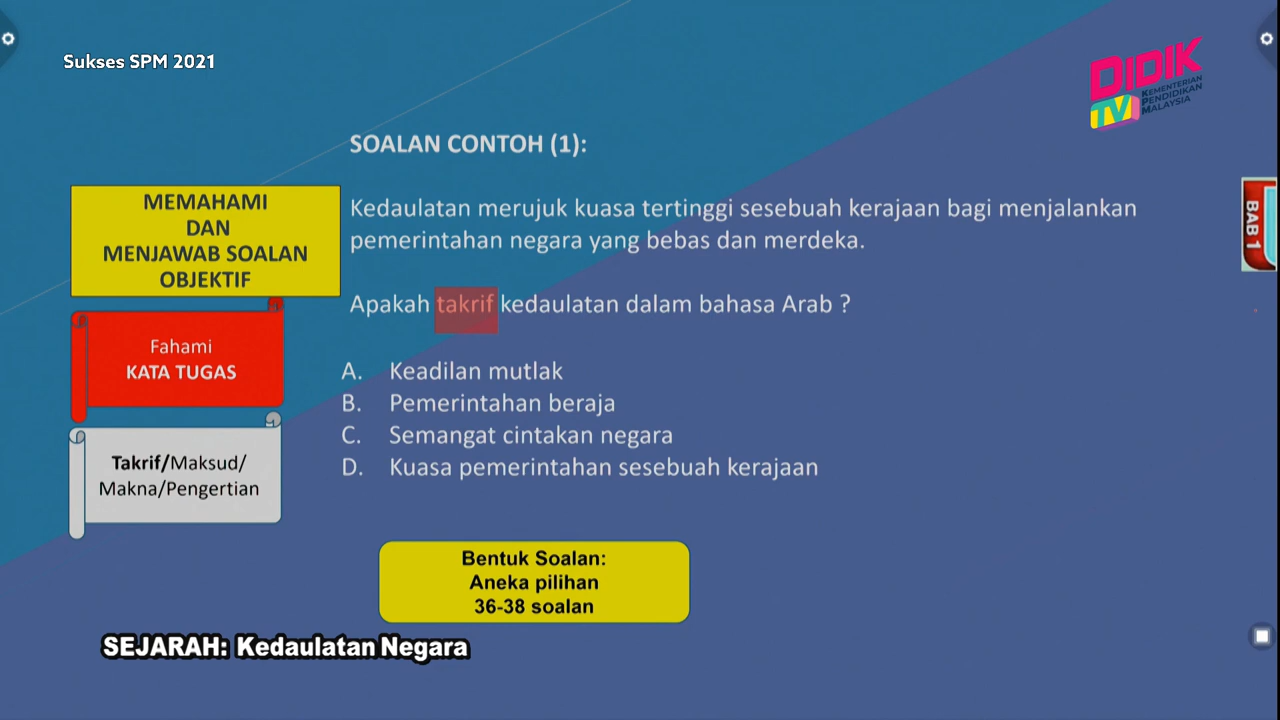 Sukses SPM 2021
DIDIK
TV
KEMENTERIAN
PENDIDIKAN
MALAYSIA
SOALAN CONTOH (1):
MEMAHAMI
DAN
MENJAWAB SOALAN
OBJEKTIF
Kedaulatan merujuk kuasa tertinggi sesebuah kerajaan bagi menjalankan
pemerintahan negara yang bebas dan merdeka.
BAB 1
Apakah takrif kedaulatan dalam bahasa Arab ?
Fahami
KATA TUGAS
A. Keadilan mutlak
B. Pemerintahan beraja
C. Semangat cintakan negara
D. Kuasa pemerintahan sesebuah kerajaan
Takrif/Maksud/
Makna/Pengertian
Bentuk Soalan:
Aneka pilihan
36-38 soalan
SEJARAH: Kedaulatan Negara